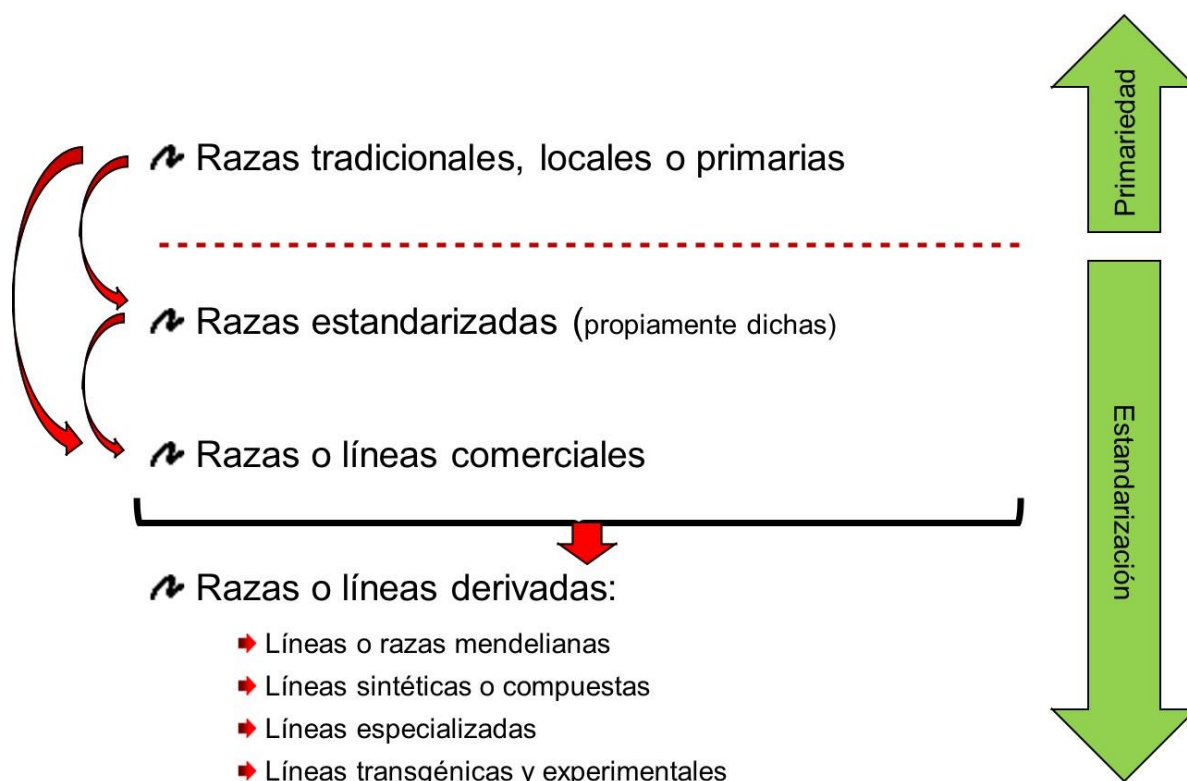 Razas tradicionales, locales o primarias
Razas estandarizadas (propiamente dichas)
Razas o líneas comerciales
Razas o líneas derivadas:
Líneas o razas mendelianas
Líneas sintéticas o compuestas
Líneas especializadas
Líneas transgénicas y experimentales
Primariedad
Estandarización